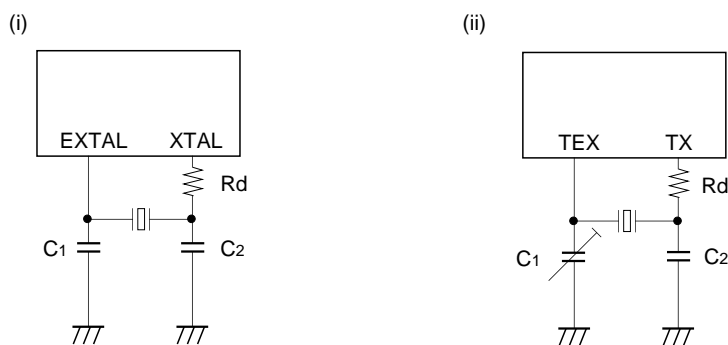 (i)
EXTAL XTAL
Rd
C1
C2
(ii)
TEX TX
Rd
C1
C2